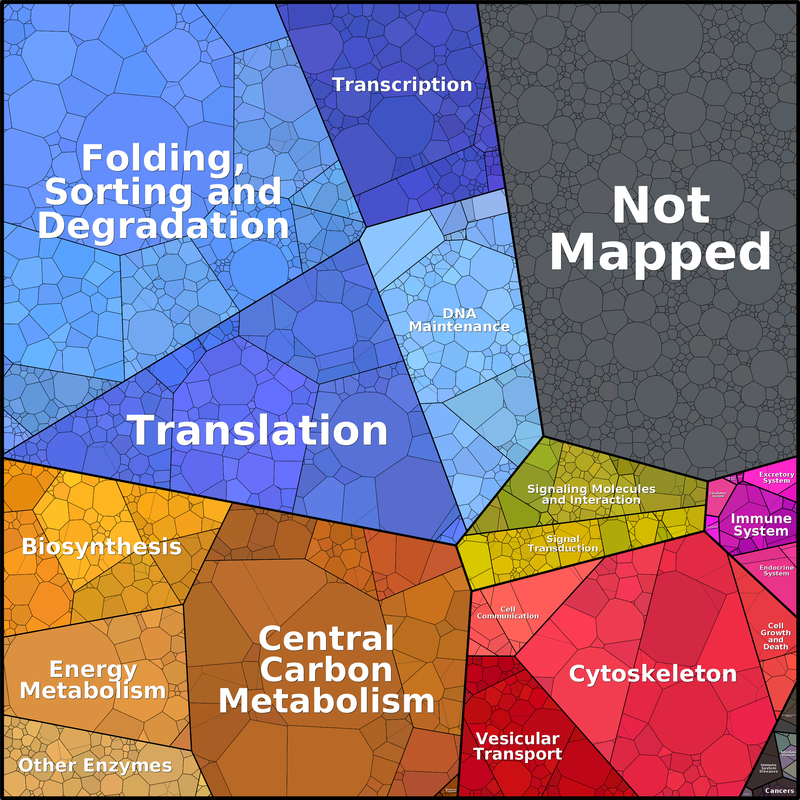 Transcription
Folding,
Sorting and
Degradation
Not
Mapped
DNA
Maintenance
Translation
Signaling Molecules
and Interaction
Excretory
System
Immune
System
Biosynthesis
Signal
Transduction
Endocrine
System
Cell
Communication
Cell
Growth
and
Death
Central
Carbon
Metabolism
Energy
Metabolism
Cytoskeleton
Vesicular
Transport
Other Enzymes
Immune
System
Diseases
Cancers